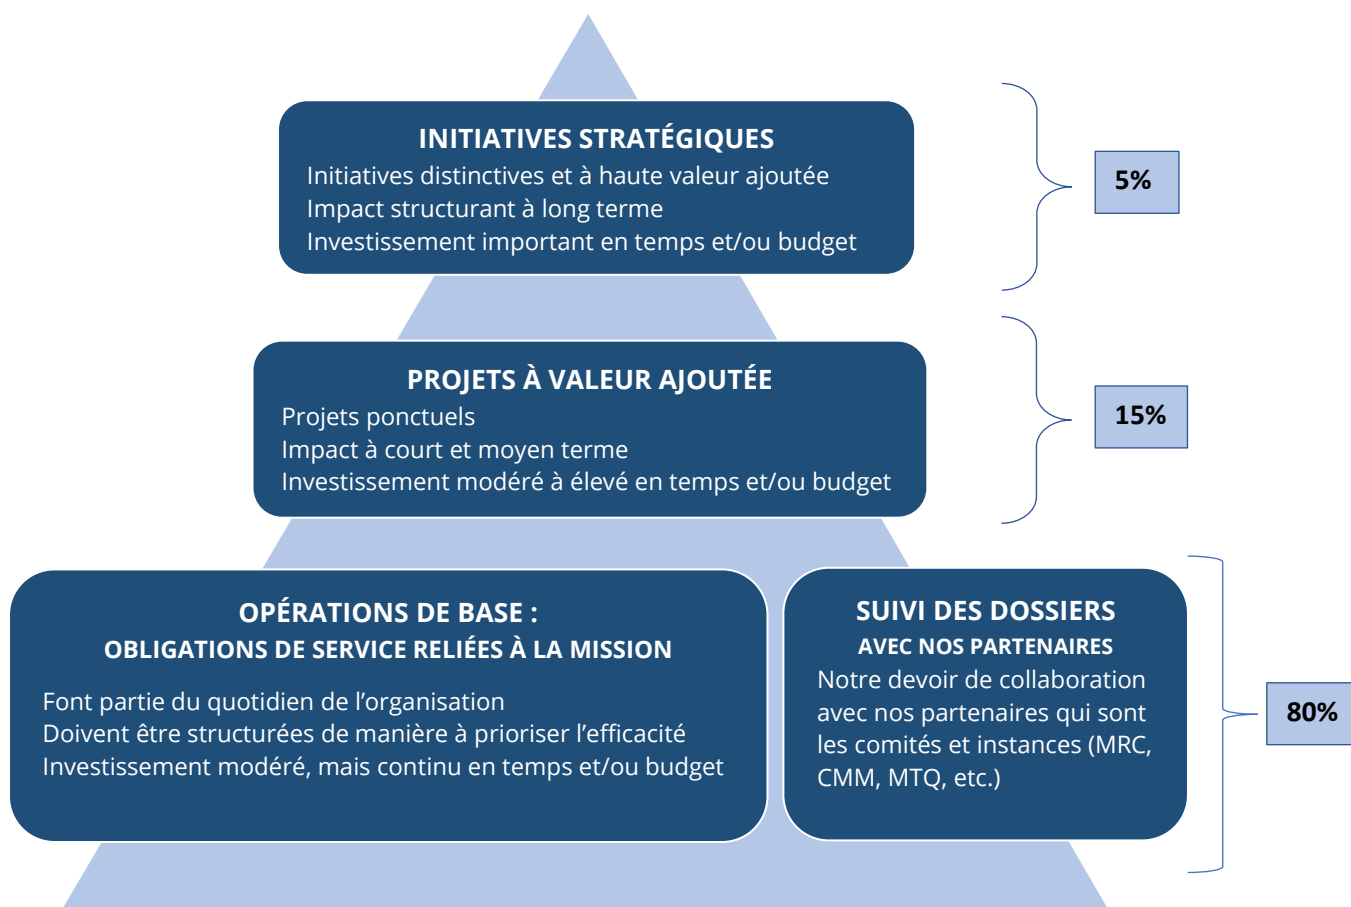 INITIATIVES STRATÉGIQUES
Initiatives distinctives et à haute valeur ajoutée
Impact structurant à long terme
Investissement important en temps et/ou budget
5%
PROJETS À VALEUR AJOUTÉE
Projets ponctuels
Impact à court et moyen terme
Investissement modéré à élevé en temps et/ou budget
15%
OPÉRATIONS DE BASE :
OBLIGATIONS DE SERVICE RELIÉES À LA MISSION
Font partie du quotidien de l’organisation
Doivent être structurées de manière à prioriser l’efficacité
Investissement modéré, mais continu en temps et/ou budget
SUIVI DES DOSSIERS
AVEC NOS PARTENAIRES
Notre devoir de collaboration
avec nos partenaires qui sont
les comités et instances (MRC,
CMM, MTQ, etc.)
80%